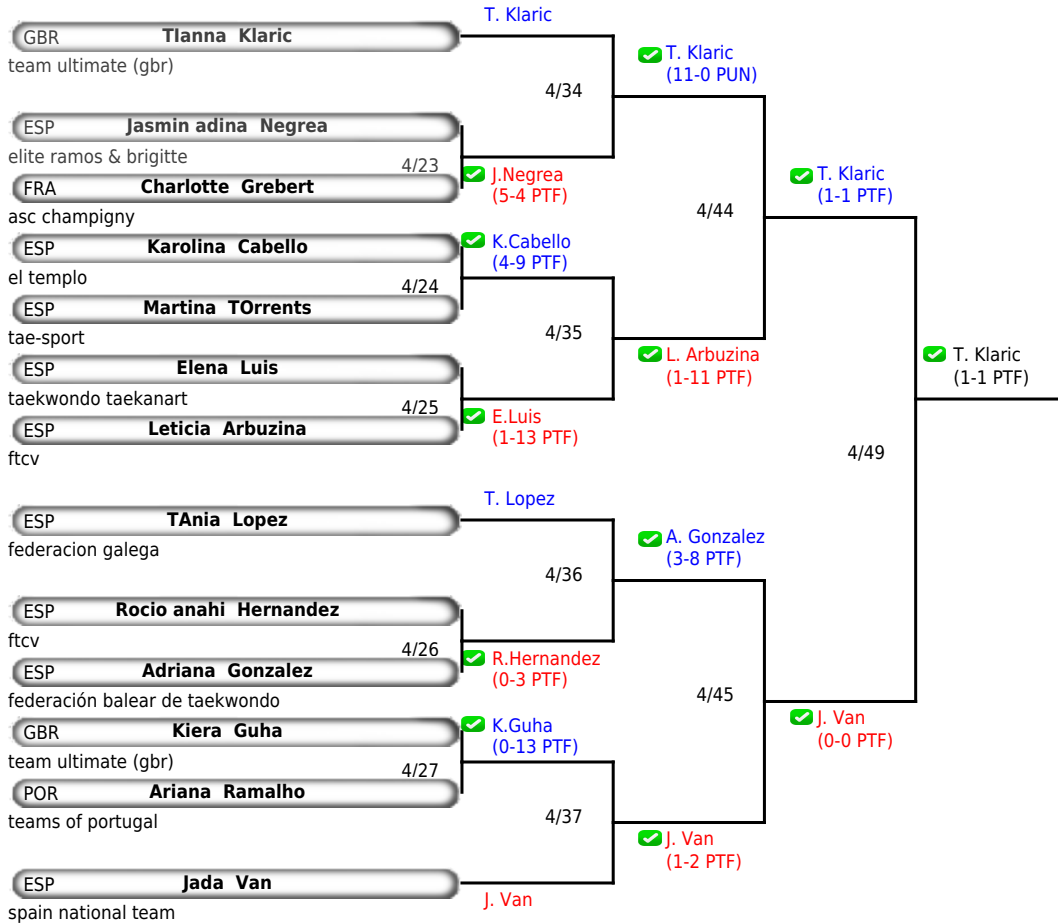 T. Klaric
GBR TIanna Klaric
team ultimate (gbr)
T. Klaric
(11-0 PUN)
4/34
ESP Jasmin adina Negrea
elite ramos & brigitte
4/23
J.Negrea
(5-4 PTF)
FRA Charlotte Grebert
asc champigny
T. Klaric
(1-1 PTF)
4/44
ESP Karolina Cabello
el templo
K.Cabello
(4-9 PTF)
4/24
ESP Martina TOrrents
tae-sport
4/35
L. Arbuzina
(1-11 PTF)
T. Klaric
(1-1 PTF)
ESP Elena Luis
taekwondo taekanart
4/25
E.Luis
(1-13 PTF)
ESP Leticia Arbuzina
ftcv
4/49
T. Lopez
ESP TAnia Lopez
federacion galega
A. Gonzalez
(3-8 PTF)
4/36
ESP Rocio anahi Hernandez
ftcv
4/26
R.Hernandez
(0-3 PTF)
ESP Adriana Gonzalez
federación balear de taekwondo
4/45
J. Van
(0-0 PTF)
GBR Kiera Guha
team ultimate (gbr)
K.Guha
(0-13 PTF)
4/27
POR Ariana Ramalho
teams of portugal
4/37
J. Van
(1-2 PTF)
ESP Jada Van
spain national team
J. Van